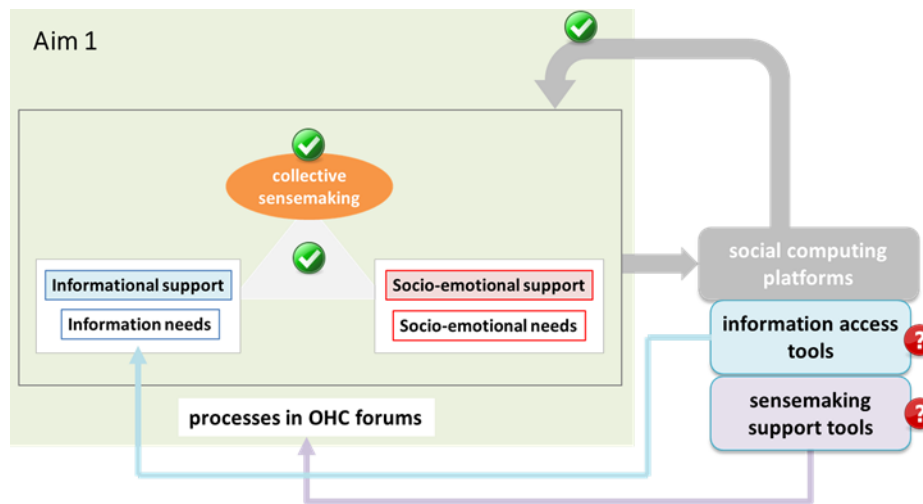 Aim 1
collective
sensemaking
Informational support
Information needs
Socio-emotional support
Socio-emotional needs
processes in OHC forums
social computing
platforms
information access
tools
?
sensemaking
support tools
?